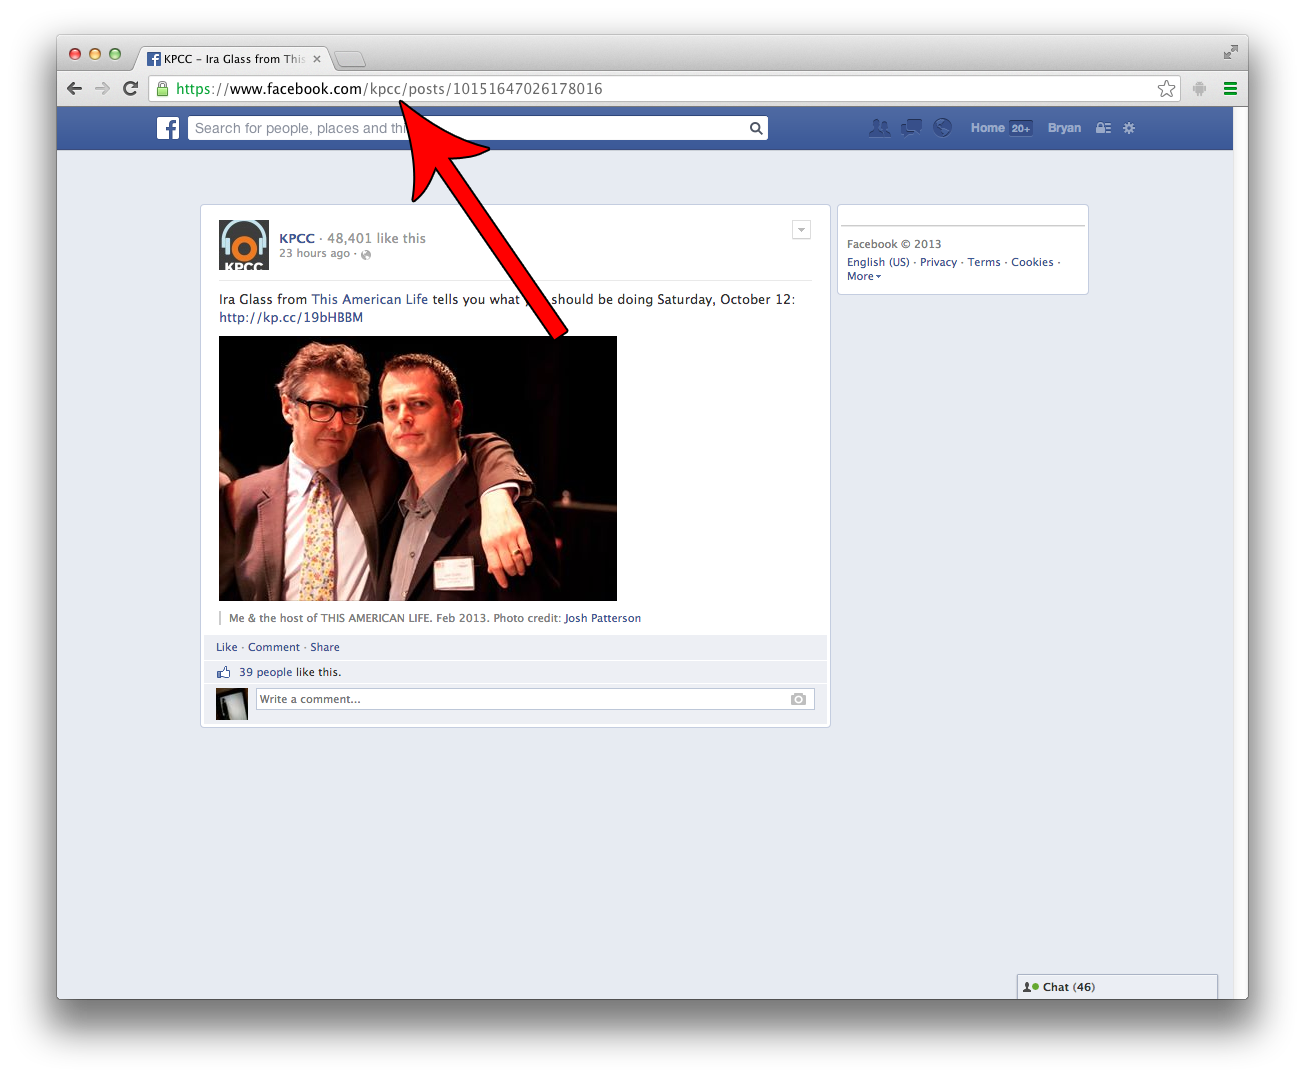 KPCC – Ira Glass from This
https://www.facebook.com/kpcc/posts/10151647026178016
Search for people, places and thi
Home 20+ Bryan
KPCC · 48,401 like this
23 hours ago ·
KPCC
Ira Glass from This American Life tells you what you should be doing Saturday, October 12:
http://kp.cc/19bHBBM
Me & the host of THIS AMERICAN LIFE. Feb 2013. Photo credit: Josh Patterson
Like · Comment · Share
39 people like this.
Write a comment...
Facebook © 2013
English (US) · Privacy · Terms · Cookies ·
More
Chat (46)